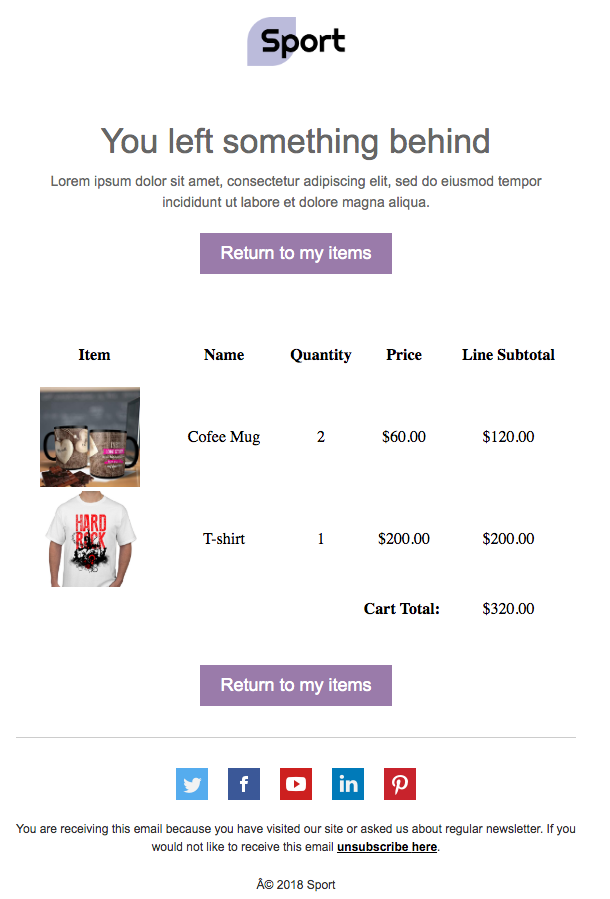 Sport
You left something behind
Lorem ipsum dolor sit amet, consectetur adipiscing elit, sed do eiusmod tempor
incididunt ut labore et dolore magna aliqua.
Return to my items
Item Name Quantity Price Line Subtotal
Cofee Mug 2 $60.00 $120.00
HARD
ROCK
T-shirt 1 $200.00 $200.00
Cart Total: $320.00
Return to my items
You are receiving this email because you have visited our site or asked us about regular newsletter. If you
would not like to receive this email unsubscribe here.
Â© 2018 Sport